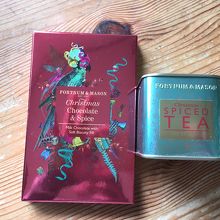 FORTNUM & MASON
Christmas
Chocolate
& Spice
Milk Chocolate with
FORTNUM & MASON
SPICED
TEA